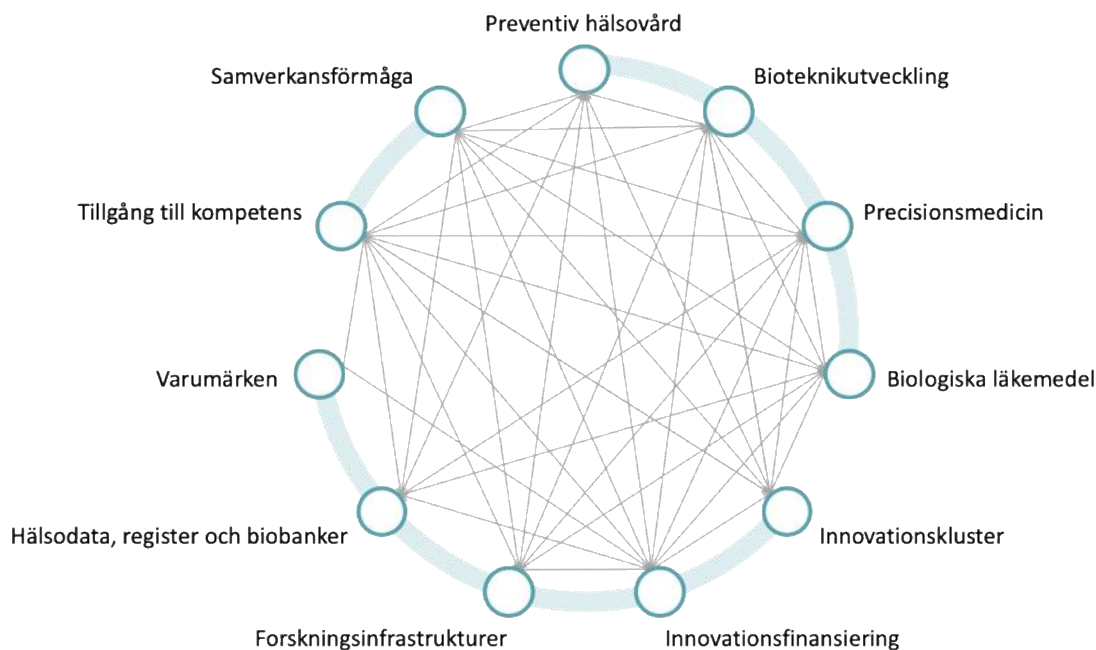 Preventiv hälsovård
Samverkansförmåga
Bioteknikutveckling
Tillgång till kompetens
Precisionsmedicin
Varumärken
Biologiska läkemedel
Hälsodata, register och biobanker
Innovationskluster
Forskningsinfrastrukturer
Innovationsfinansiering